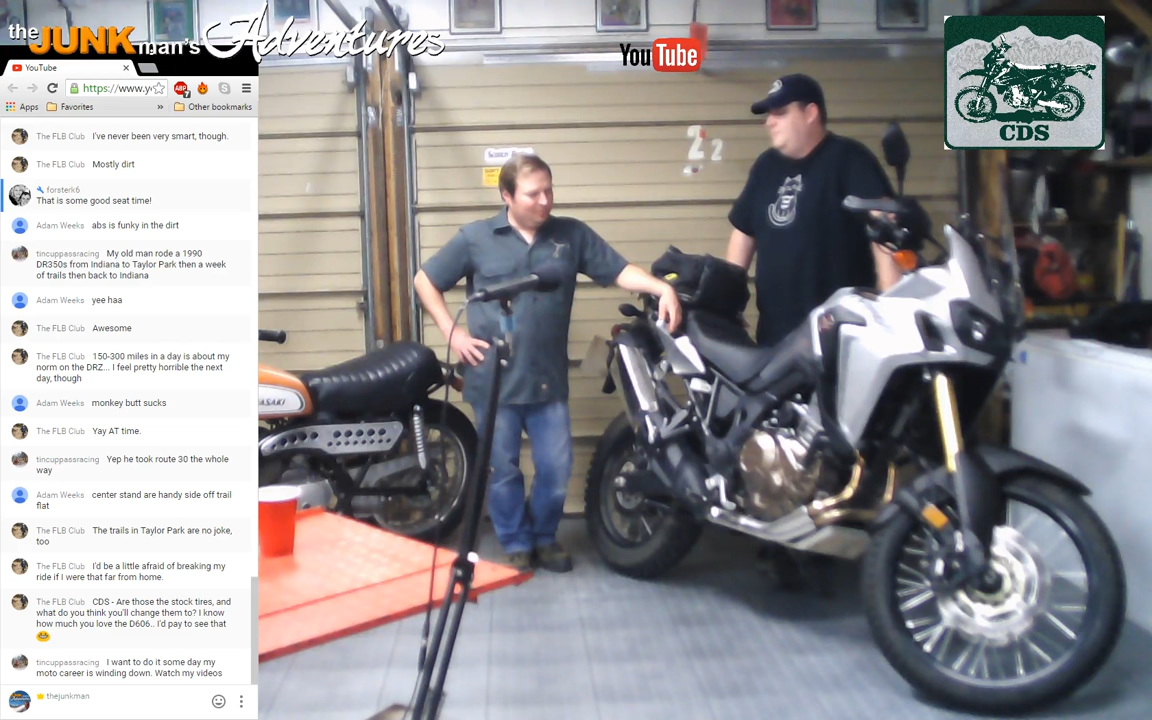 the JUNKman's Adventures
YouTube
https://www.y
Apps
Favorites
»
Other bookmarks
The FLB Club I've never been very smart, though.
The FLB Club Mostly dirt
forsterk6
That is some good seat time!
Adam Weeks abs is funky in the dirt
tincuppassracing My old man rode a 1990
DR350s from Indiana to Taylor Park then a week
of trails then back to Indiana
Adam Weeks yee haa
The FLB Club Awesome
The FLB Club 150-300 miles in a day is about my
norm on the DRZ... I feel pretty horrible the next
day, though
Adam Weeks monkey butt sucks
The FLB Club Yay AT time.
tincuppassracing Yep he took route 30 the whole
way
Adam Weeks center stand are handy side off trail
flat
The FLB Club The trails in Taylor Park are no joke,
too
The FLB Club I'd be a little afraid of breaking my
ride if I were that far from home.
The FLB Club CDS - Are those the stock tires, and
what do you think you'll change them to? I know
how much you love the D606.. I'd pay to see that
tincuppassracing I want to do it some day my
moto career is winding down. Watch my videos
thejunkman
YouTube
CDS
ABP
7
2 2
ASAKI